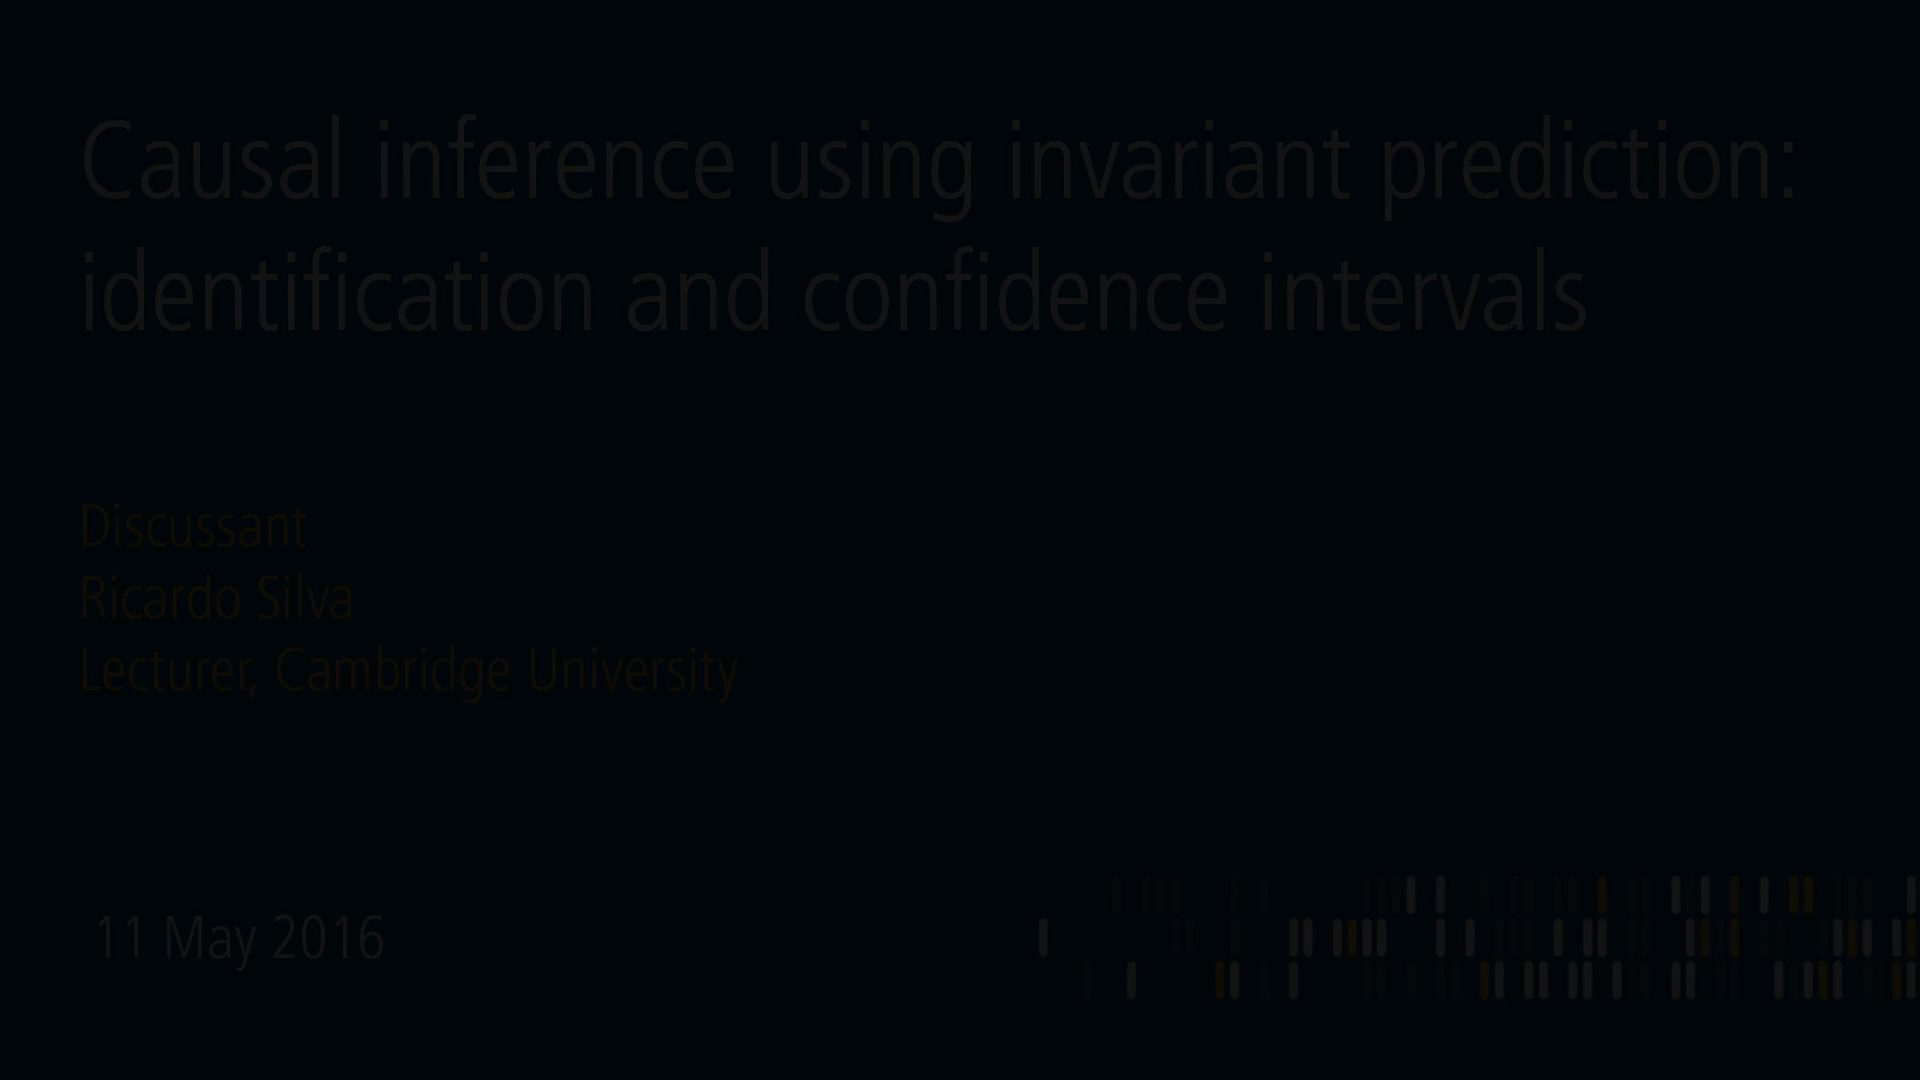 Causal inference using invariant prediction:
identification and confidence intervals
Discussant
Ricardo Silva
Lecturer, Cambridge University
11 May 2016